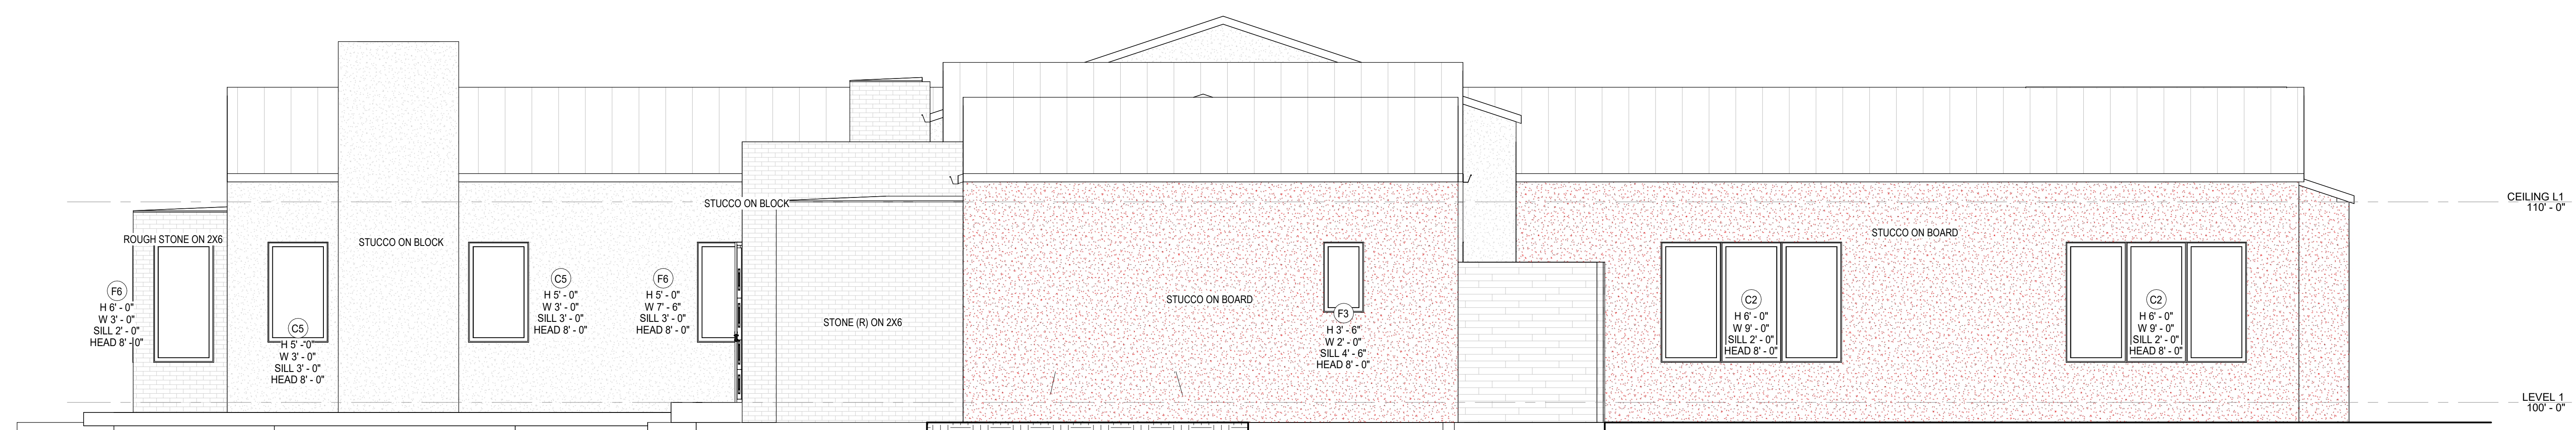 ROUGH STONE ON 2X6
F6
H 6' - 0"
W 3' - 0"
SILL 2' - 0"
HEAD 8' - 0"
C5
H 5' - 0"
W 3' - 0"
SILL 3' - 0"
HEAD 8' - 0"
STUCCO ON BLOCK
C5
H 5' - 0"
W 3' - 0"
SILL 3' - 0"
HEAD 8' - 0"
F6
H 5' - 0"
W 7' - 6"
SILL 3' - 0"
HEAD 8' - 0"
STUCCO ON BLOCK
STONE (R) ON 2X6
STUCCO ON BOARD
F3
H 3' - 6"
W 2' - 0"
SILL 4' - 6"
HEAD 8' - 0"
STUCCO ON BOARD
C2
H 6' - 0"
W 9' - 0"
SILL 2' - 0"
HEAD 8' - 0"
C2
H 6' - 0"
W 9' - 0"
SILL 2' - 0"
HEAD 8' - 0"
CEILING L1
110' - 0"
LEVEL 1
100' - 0"